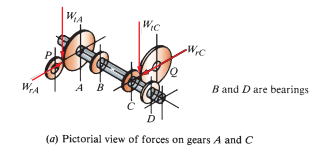 W_tA
W_tC
P
W_rC
Q
W_rA
A
B
C
D
B and D are bearings
(a) Pictorial view of forces on gears A and C